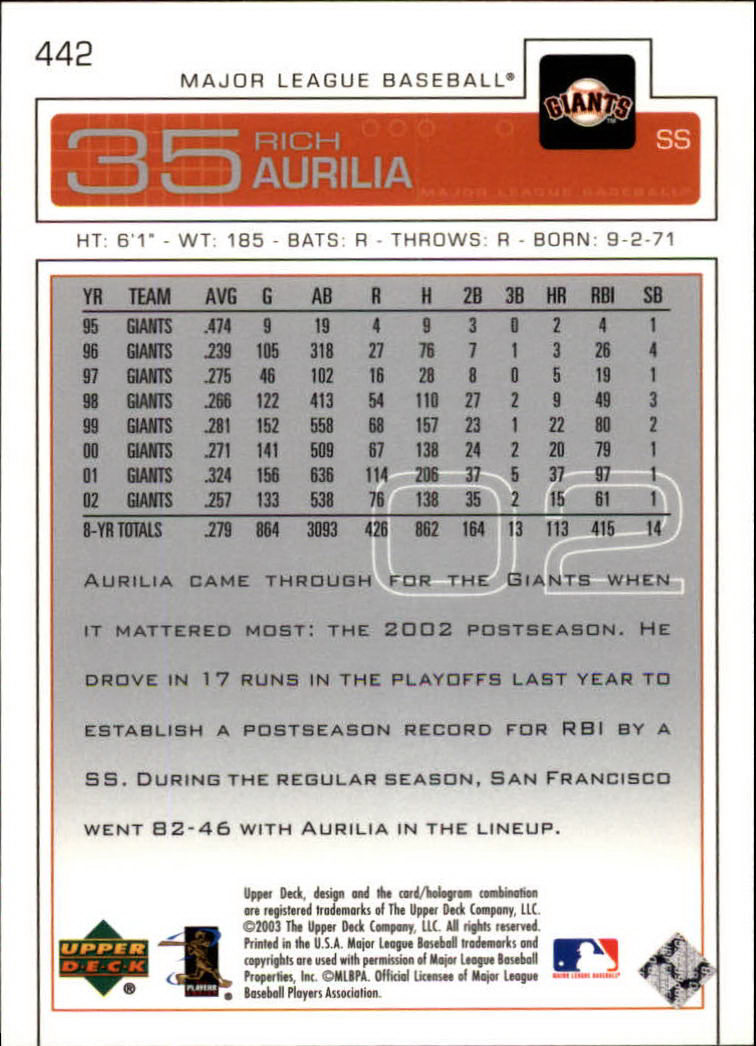 442
MAJOR LEAGUE BASEBALL®
GIANTS™
35 RICH AURILIA SS
MAJOR LEAGUE BASEBALL®
HT: 6'1" - WT: 185 - BATS: R - THROWS: R - BORN: 9-2-71
YR TEAM AVG G AB R H 2B 3B HR RBI SB
95 GIANTS .474 9 19 4 9 3 0 2 4 1
96 GIANTS .239 105 318 27 76 7 1 3 26 4
97 GIANTS .275 46 102 16 28 8 0 5 19 1
98 GIANTS .266 122 413 54 110 27 2 9 49 3
99 GIANTS .281 152 558 68 157 23 1 22 80 2
00 GIANTS .271 141 509 67 138 24 2 20 79 1
01 GIANTS .324 156 636 114 206 37 5 37 97 1
02 GIANTS .257 133 538 76 138 35 2 15 61 1
8-YR TOTALS .279 864 3093 426 862 164 13 113 415 14
02
AURILIA CAME THROUGH FOR THE GIANTS WHEN
IT MATTERED MOST: THE 2002 POSTSEASON. HE
DROVE IN 17 RUNS IN THE PLAYOFFS LAST YEAR TO
ESTABLISH A POSTSEASON RECORD FOR RBI BY A
SS. DURING THE REGULAR SEASON, SAN FRANCISCO
WENT 82-46 WITH AURILIA IN THE LINEUP.
Upper Deck, design and the card/hologram combination
are registered trademarks of The Upper Deck Company, LLC.
©2003 The Upper Deck Company, LLC. All rights reserved.
Printed in the U.S.A. Major League Baseball trademarks and
copyrights are used with permission of Major League Baseball
Properties, Inc. ©MLBPA. Official Licensee of Major League
Baseball Players Association.
UPPER
D·E·C·K ®
PLAYERS
®
MAJOR LEAGUE BASEBALL®